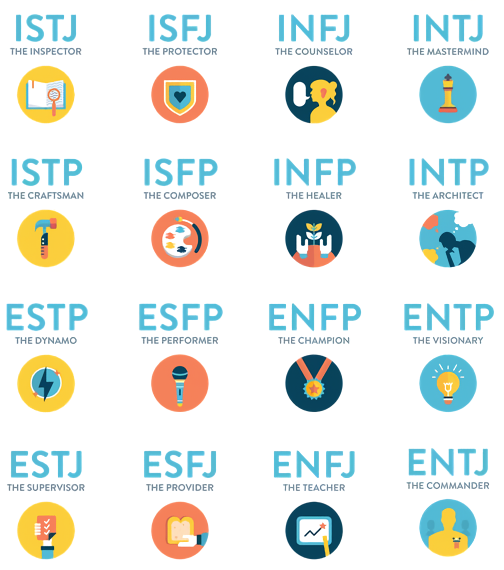 ISTJ
THE INSPECTOR
ISFJ
THE PROTECTOR
INFJ
THE COUNSELOR
INTJ
THE MASTERMIND
ISTP
THE CRAFTSMAN
ISFP
THE COMPOSER
INFP
THE HEALER
INTP
THE ARCHITECT
ESTP
THE DYNAMO
ESFP
THE PERFORMER
ENFP
THE CHAMPION
ENTP
THE VISIONARY
ESTJ
THE SUPERVISOR
ESFJ
THE PROVIDER
ENFJ
THE TEACHER
ENTJ
THE COMMANDER